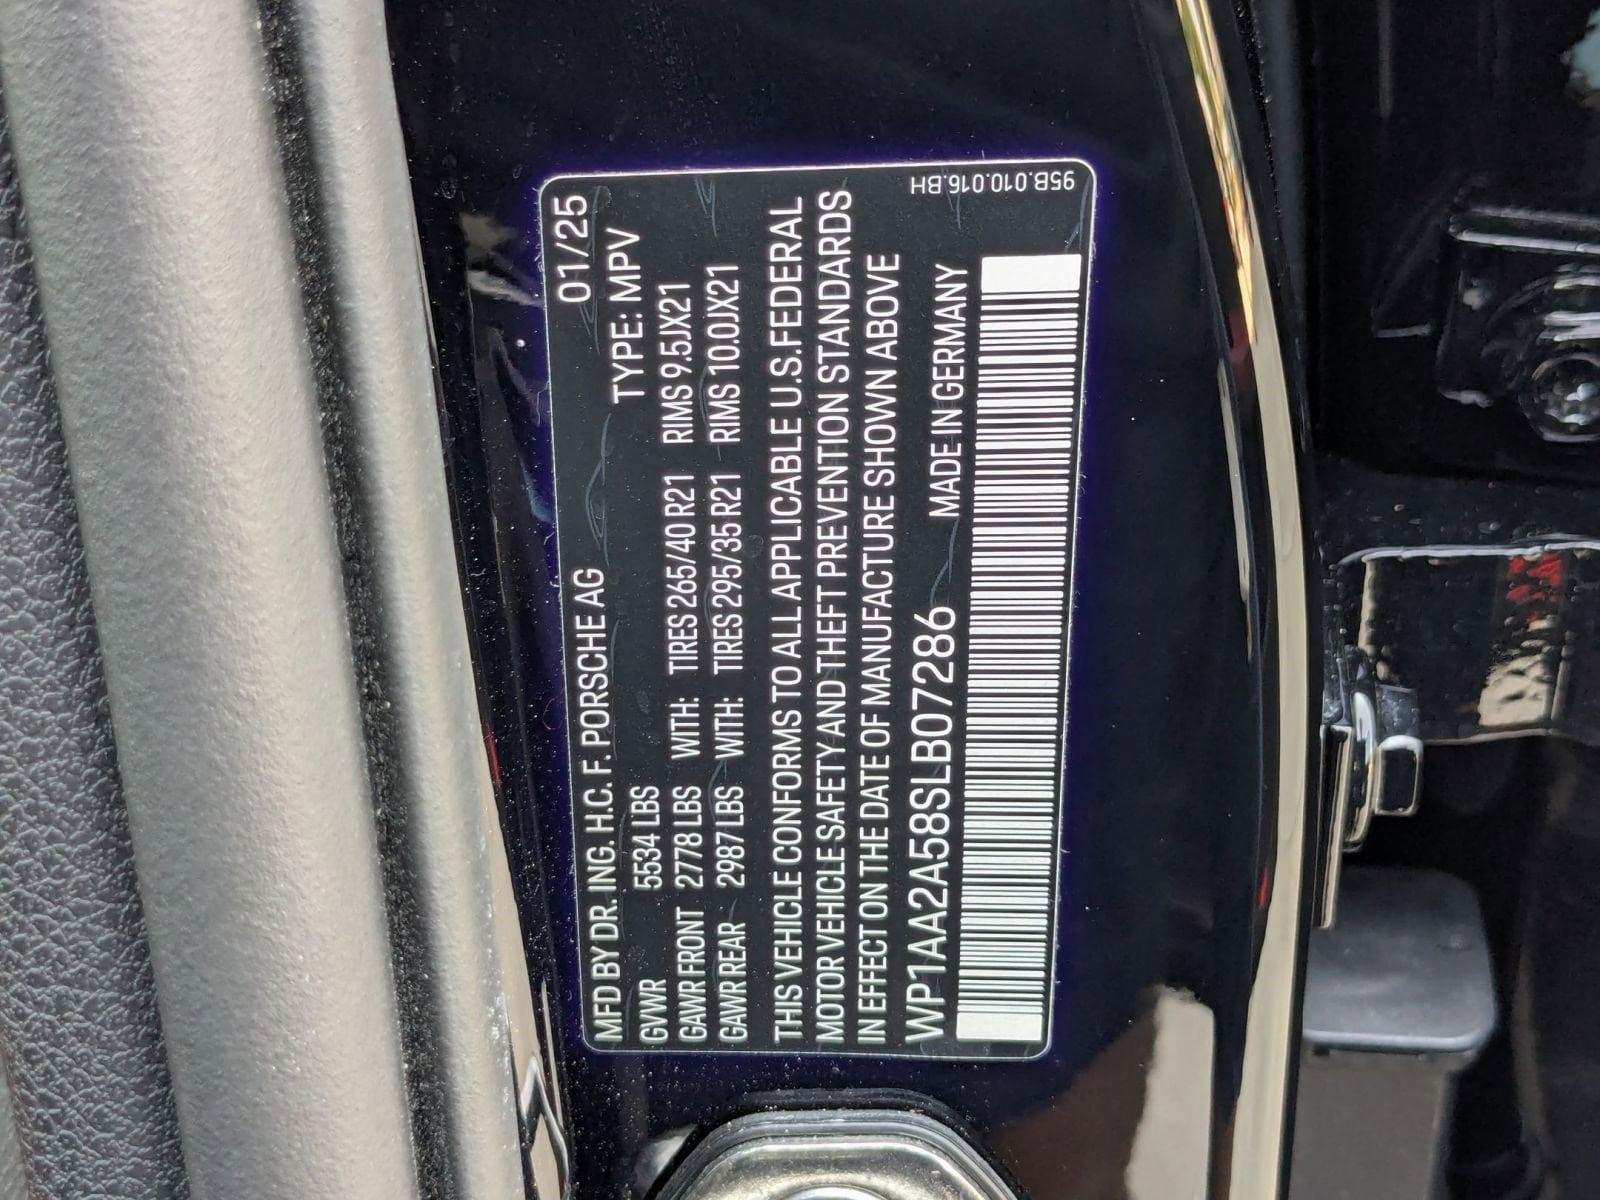 MFD BY DR. ING. H.C. F. PORSCHE AG 01/25
GVWR 5534 LBS TYPE: MPV
GAWR FRONT 2778 LBS WITH: TIRES 265/40 R21 RIMS 9.5JX21
GAWR REAR 2987 LBS WITH: TIRES 295/35 R21 RIMS 10.0JX21
THIS VEHICLE CONFORMS TO ALL APPLICABLE U.S.FEDERAL
MOTOR VEHICLE SAFETY AND THEFT PREVENTION STANDARDS
IN EFFECT ON THE DATE OF MANUFACTURE SHOWN ABOVE
WP1AA2A58SLB07286 MADE IN GERMANY
95B.010.016.BH